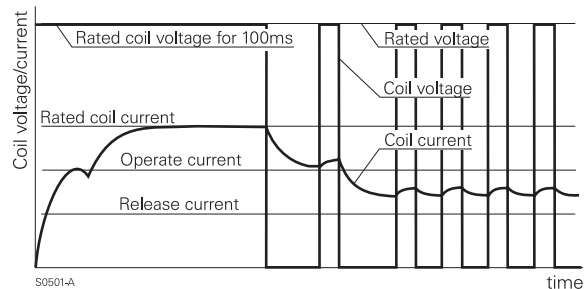 Coil voltage/current
Rated coil voltage for 100ms
Rated voltage
Coil voltage
Rated coil current
Coil current
Operate current
Release current
S0501-A
time